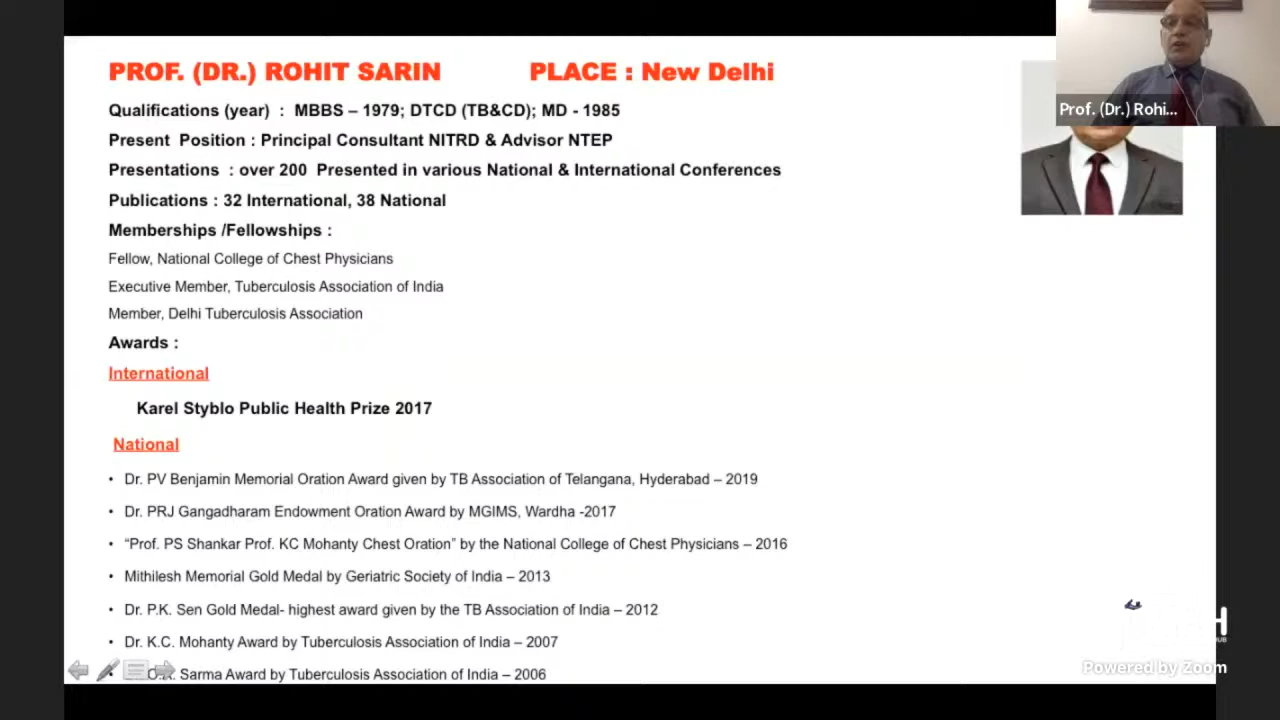 PROF. (DR.) ROHIT SARIN PLACE : New Delhi
Prof. (Dr.) Rohi...
Qualifications (year) : MBBS – 1979; DTCD (TB&CD); MD - 1985
Present Position : Principal Consultant NITRD & Advisor NTEP
Presentations : over 200 Presented in various National & International Conferences
Publications : 32 International, 38 National
Memberships /Fellowships :
Fellow, National College of Chest Physicians
Executive Member, Tuberculosis Association of India
Member, Delhi Tuberculosis Association
Awards :
International
Karel Styblo Public Health Prize 2017
National
• Dr. PV Benjamin Memorial Oration Award given by TB Association of Telangana, Hyderabad – 2019
• Dr. PRJ Gangadharam Endowment Oration Award by MGIMS, Wardha -2017
• “Prof. PS Shankar Prof. KC Mohanty Chest Oration” by the National College of Chest Physicians – 2016
• Mithilesh Memorial Gold Medal by Geriatric Society of India – 2013
• Dr. P.K. Sen Gold Medal- highest award given by the TB Association of India – 2012
• Dr. K.C. Mohanty Award by Tuberculosis Association of India – 2007
Sarma Award by Tuberculosis Association of India – 2006
Powered by Zoom